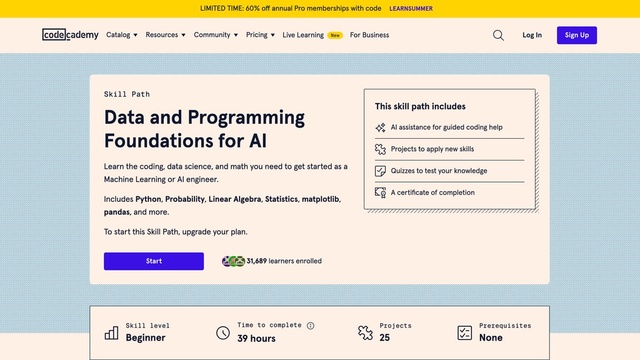 LIMITED TIME: 60% off annual Pro memberships with code LEARNSUMMER
codecademy Catalog Resources Community Pricing Live Learning New For Business Log In Sign Up
Skill Path
Data and Programming
Foundations for AI
Learn the coding, data science, and math you need to get started as a
Machine Learning or AI engineer.
Includes Python, Probability, Linear Algebra, Statistics, matplotlib,
pandas, and more.
To start this Skill Path, upgrade your plan.
Start
31,689 learners enrolled
This skill path includes
AI assistance for guided coding help
Projects to apply new skills
Quizzes to test your knowledge
A certificate of completion
Skill level
Beginner
Time to complete
39 hours
Projects
25
Prerequisites
None